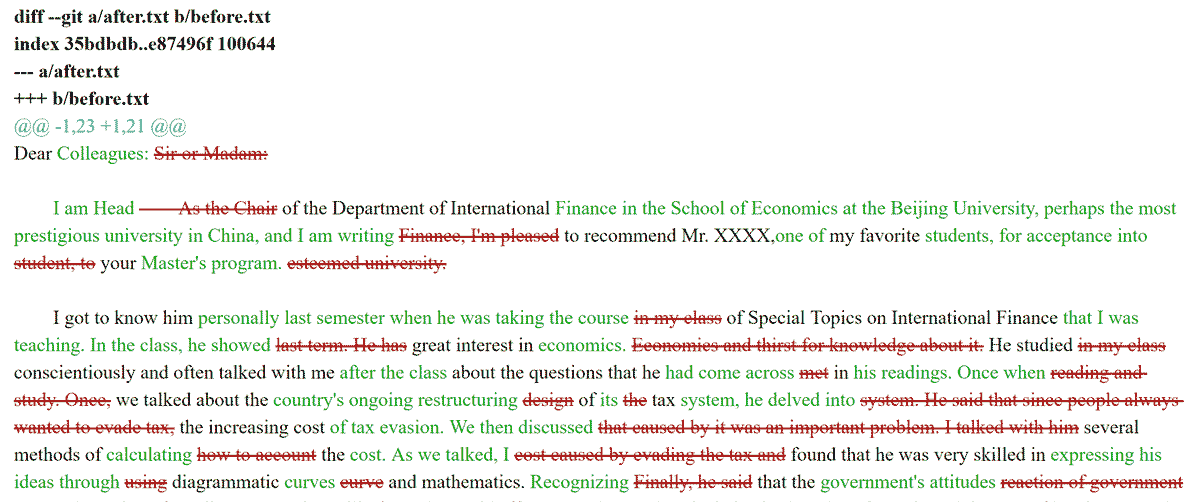 diff --git a/after.txt b/before.txt
index 35bdbdb..e87496f 100644
--- a/after.txt
+++ b/before.txt
@@ -1,23 +1,21 @@
Dear Colleagues: Sir or Madam:
I am Head As the Chair of the Department of International Finance in the School of Economics at the Beijing University, perhaps the most
prestigious university in China, and I am writing Finance, I'm pleased to recommend Mr. XXXX,one of my favorite students, for acceptance into
student, to your Master's program. esteemed university.
I got to know him personally last semester when he was taking the course in my class of Special Topics on International Finance that I was
teaching. In the class, he showed last term. He has great interest in economics. Economics and thirst for knowledge about it. He studied in my class
conscientiously and often talked with me after the class about the questions that he had come across met in his readings. Once when reading and
study. Once, we talked about the country's ongoing restructuring design of its the tax system, he delved into system. He said that since people always
wanted to evade tax, the increasing cost of tax evasion. We then discussed that caused by it was an important problem. I talked with him several
methods of calculating how to account the cost. As we talked, I cost caused by evading the tax and found that he was very skilled in expressing his
ideas through using diagrammatic curves curve and mathematics. Recognizing Finally, he said that the government's attitudes reaction of government